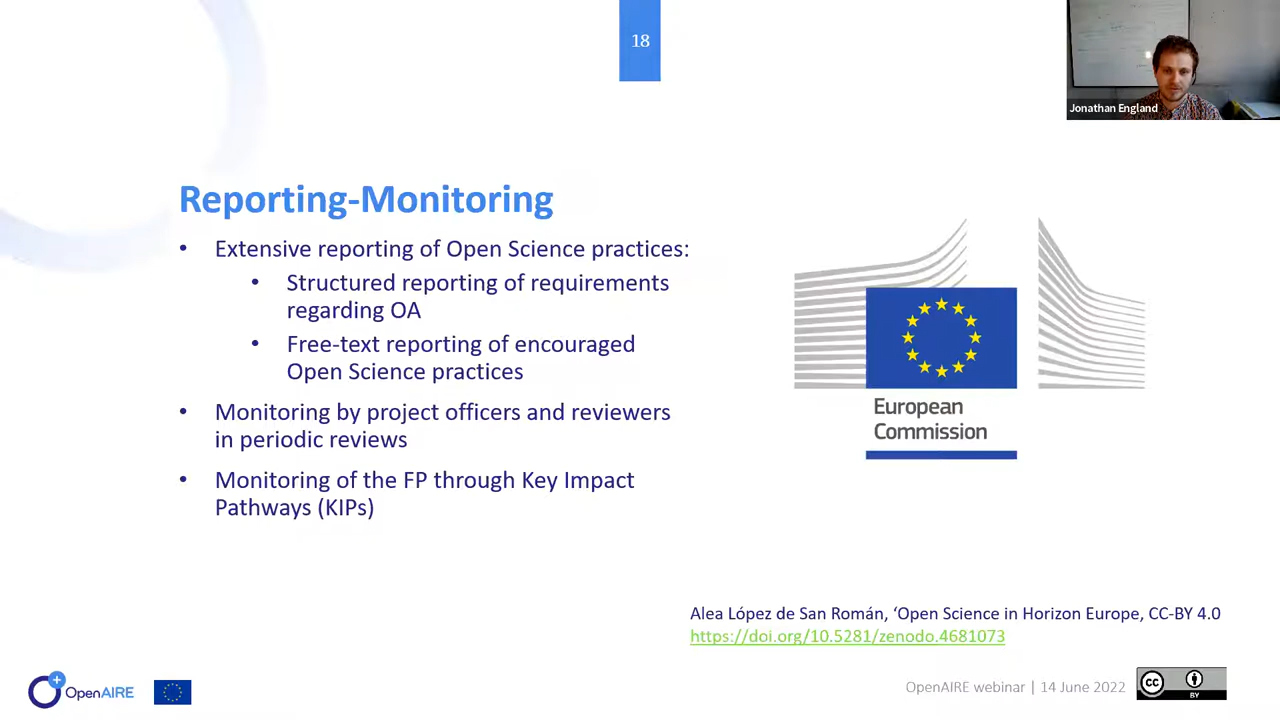 18
Jonathan England
Reporting-Monitoring
• Extensive reporting of Open Science practices:
• Structured reporting of requirements
regarding OA
• Free-text reporting of encouraged
Open Science practices
• Monitoring by project officers and reviewers
in periodic reviews
• Monitoring of the FP through Key Impact
Pathways (KIPs)
European
Commission
Alea López de San Román, ‘Open Science in Horizon Europe, CC-BY 4.0
https://doi.org/10.5281/zenodo.4681073
OpenAIRE
OpenAIRE webinar | 14 June 2022
cc
BY